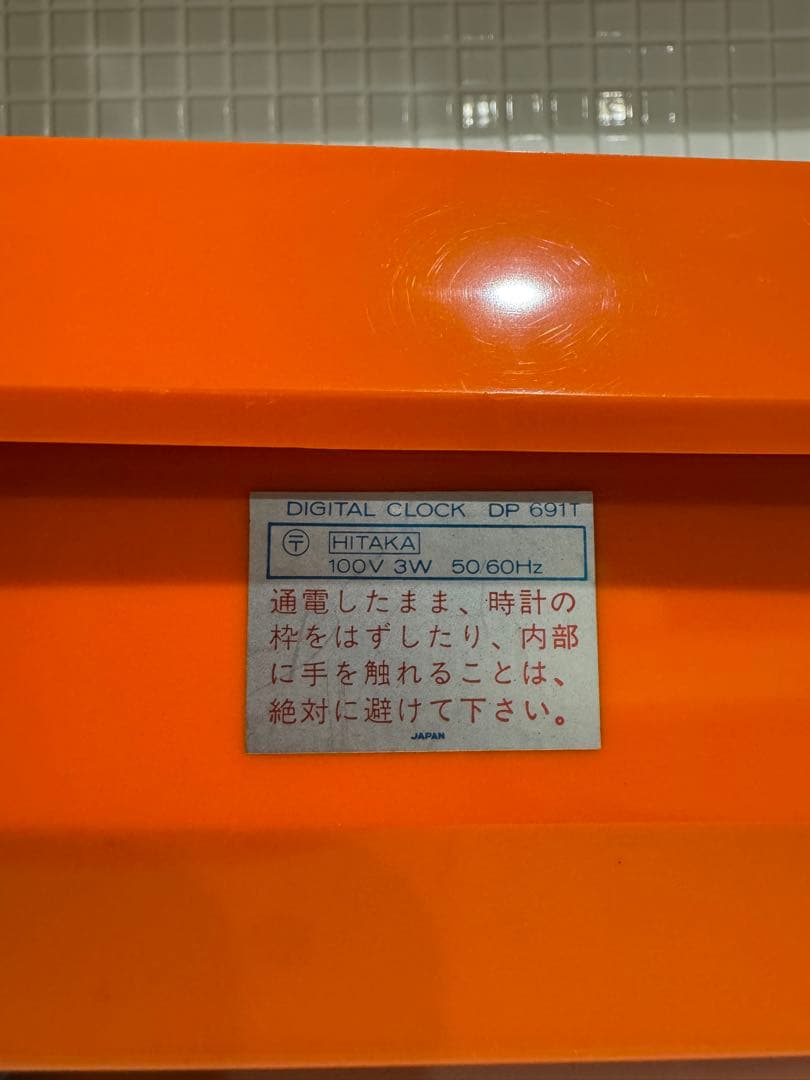 DIGITAL CLOCK DP 691T
〶 HITAKA
100V 3W 50/60Hz
通電したまま、時計の
枠をはずしたり、内部
に手を触れることは、
絶対に避けて下さい。
JAPAN